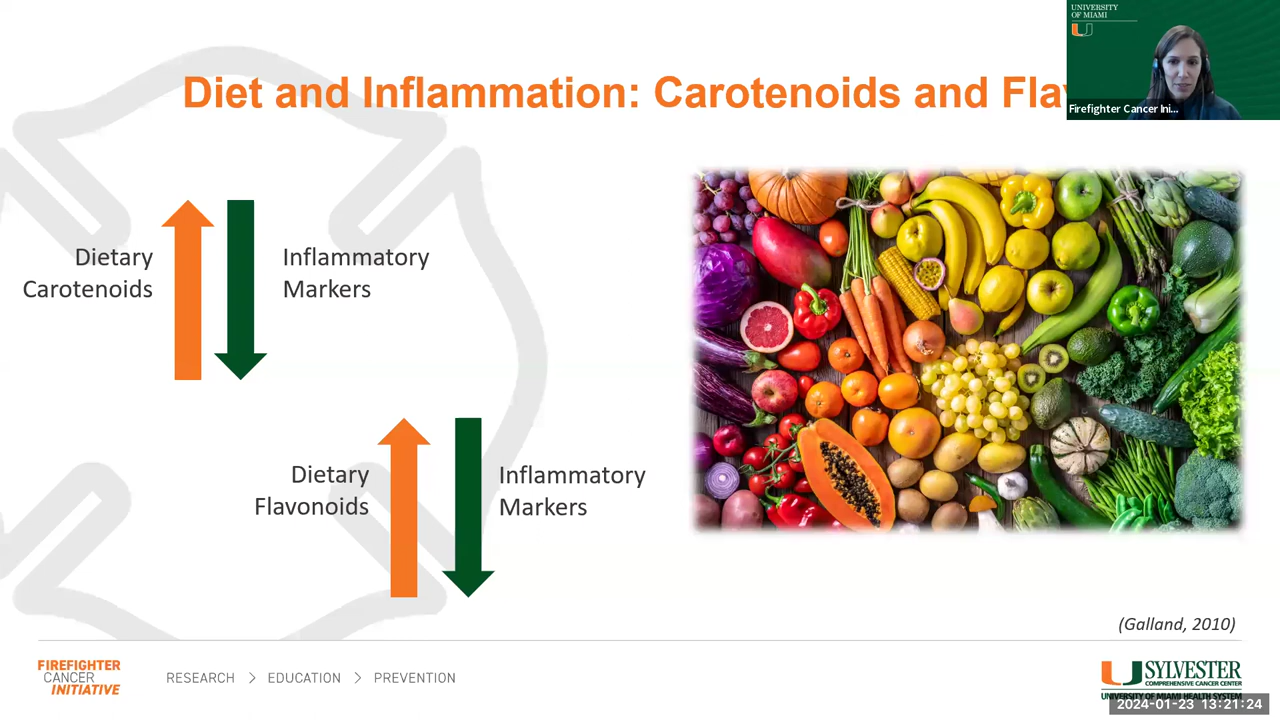 UNIVERSITY
OF MIAMI
Diet and Inflammation: Carotenoids and Fla
Firefighter Cancer Ini...
Dietary
Carotenoids
Inflammatory
Markers
Dietary
Flavonoids
Inflammatory
Markers
(Galland, 2010)
FIREFIGHTER
CANCER
INITIATIVE
RESEARCH > EDUCATION > PREVENTION
SYLVESTER
COMPREHENSIVE CANCER CENTER
UNIVERSITY OF MIAMI HEALTH SYSTEM
2024-01-23 13:21:24